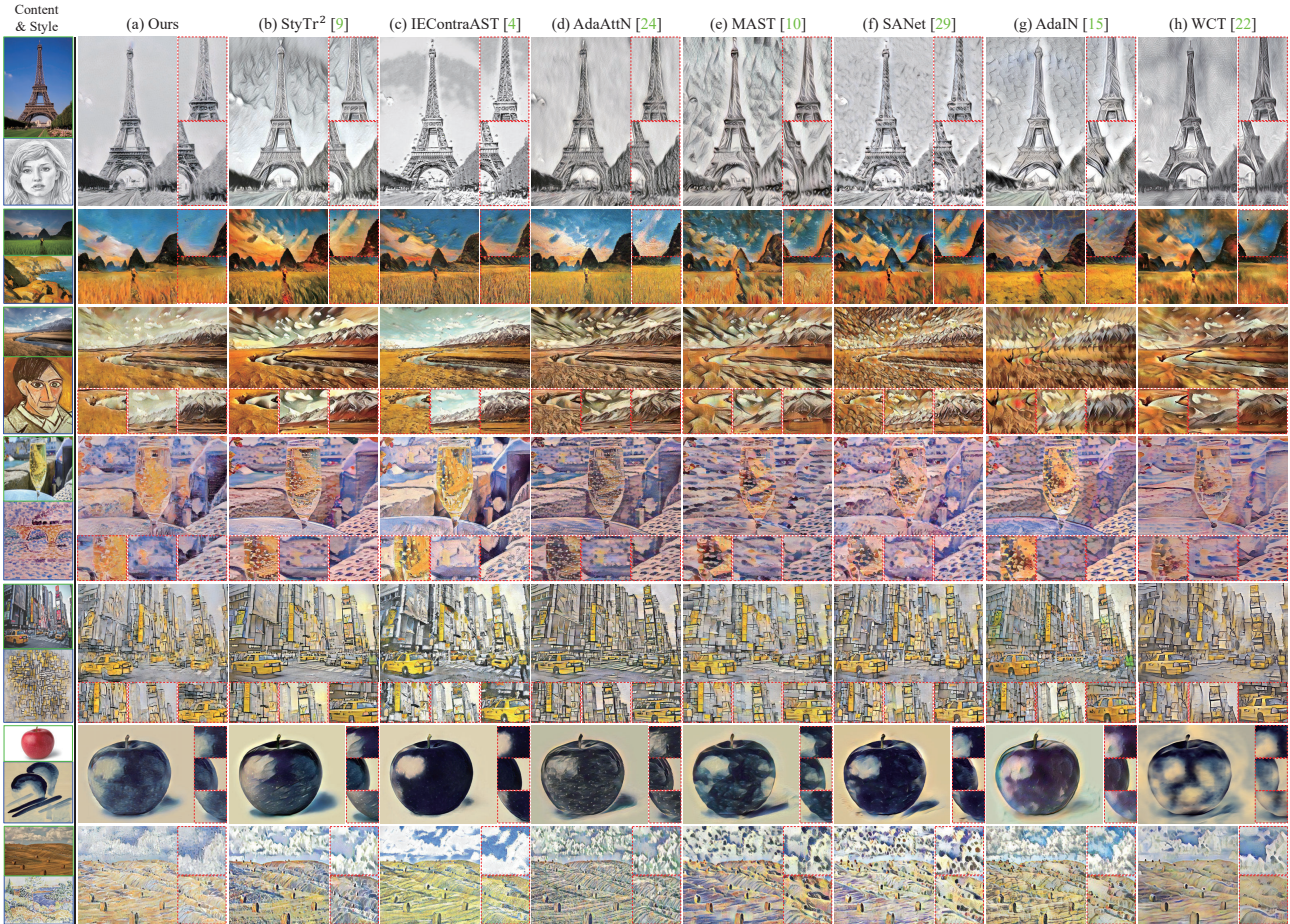 Content
& Style
(a) Ours
(b) StyTr² [9]
(c) IEContraAST [4]
(d) AdaAttN [24]
(e) MAST [10]
(f) SANet [29]
(g) AdaIN [15]
(h) WCT [22]